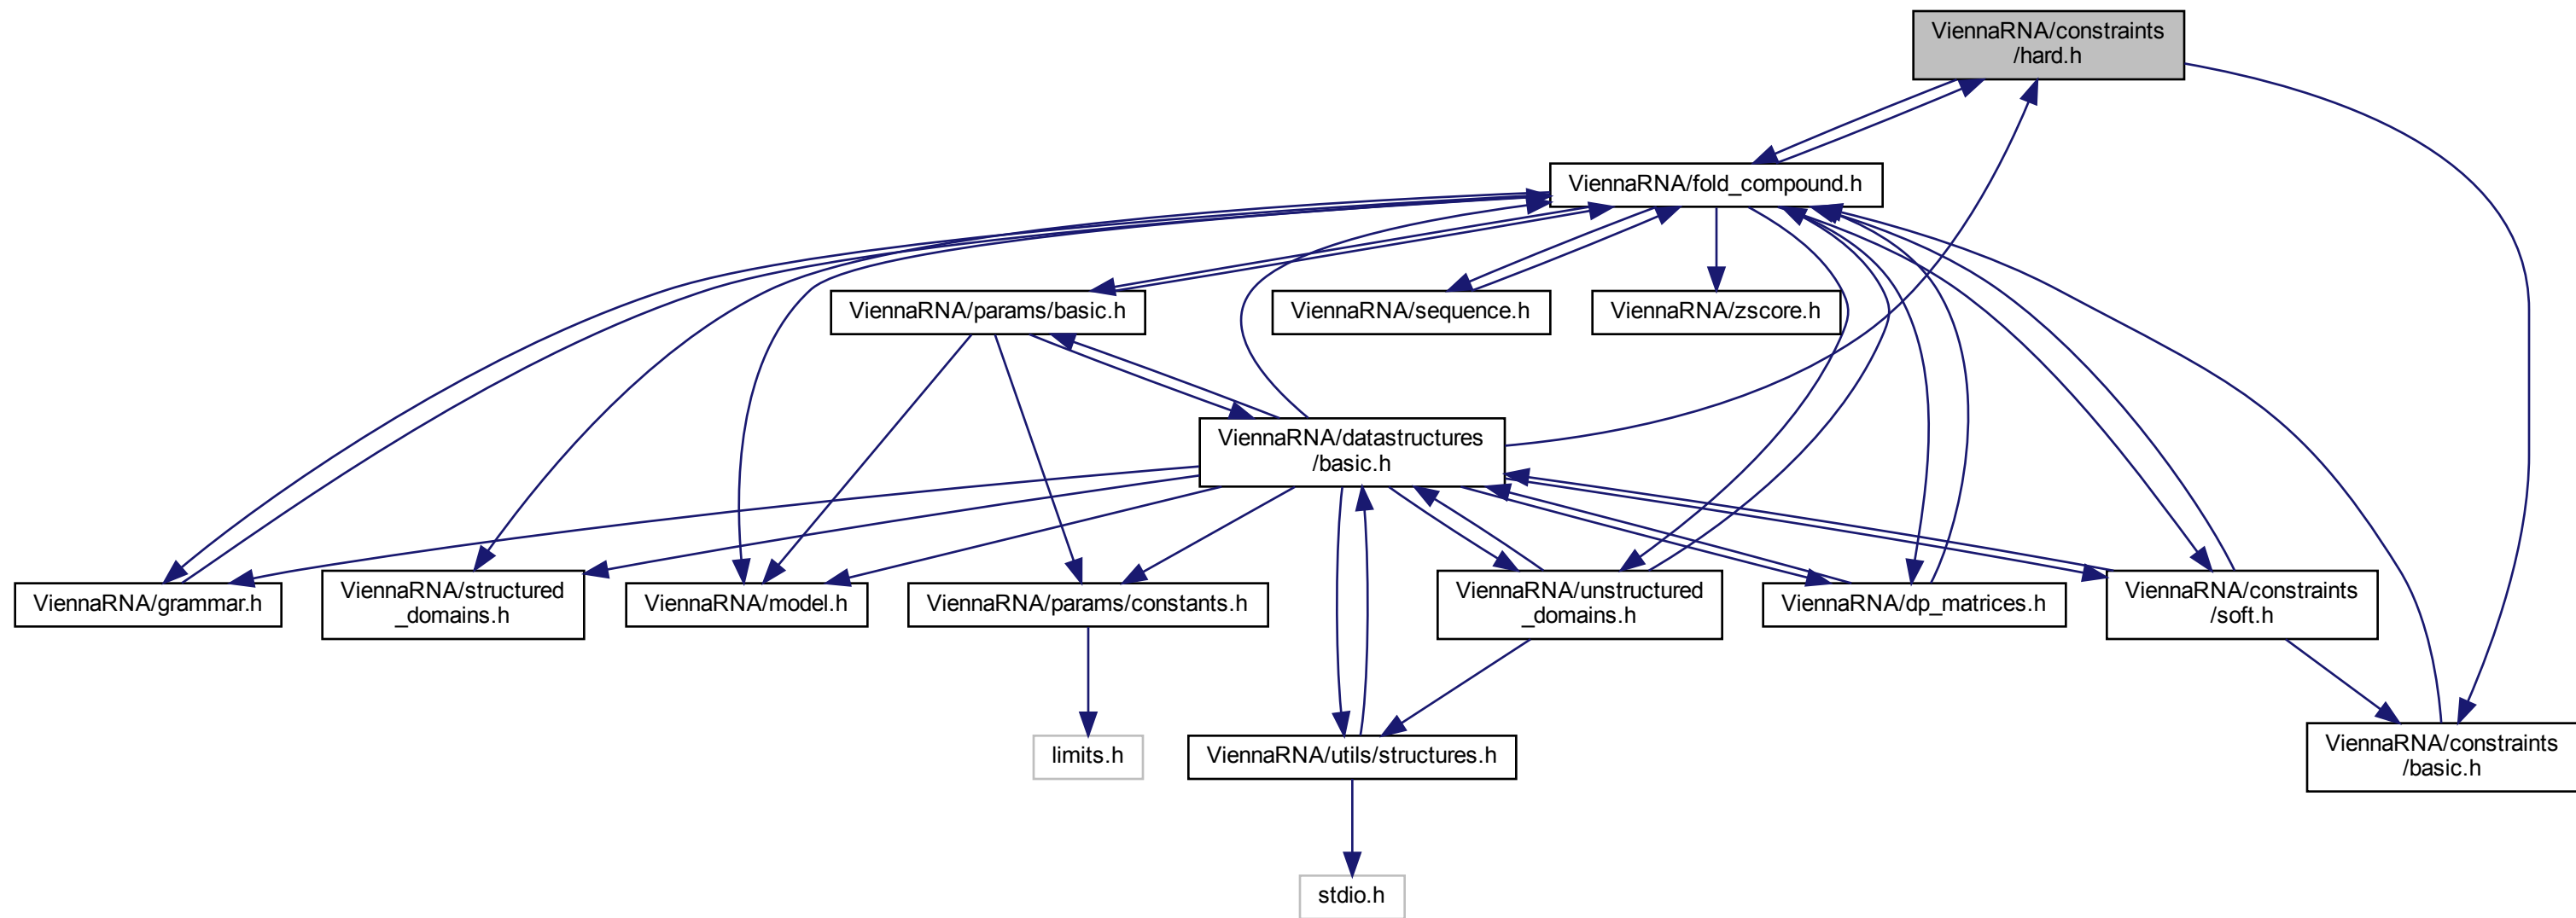 ViennaRNA/constraints
/hard.h
ViennaRNA/fold_compound.h
ViennaRNA/params/basic.h
ViennaRNA/sequence.h
ViennaRNA/zscore.h
ViennaRNA/datastructures
/basic.h
ViennaRNA/grammar.h
ViennaRNA/structured
_domains.h
ViennaRNA/model.h
ViennaRNA/params/constants.h
ViennaRNA/unstructured
_domains.h
ViennaRNA/dp_matrices.h
ViennaRNA/constraints
/soft.h
limits.h
ViennaRNA/utils/structures.h
ViennaRNA/constraints
/basic.h
stdio.h